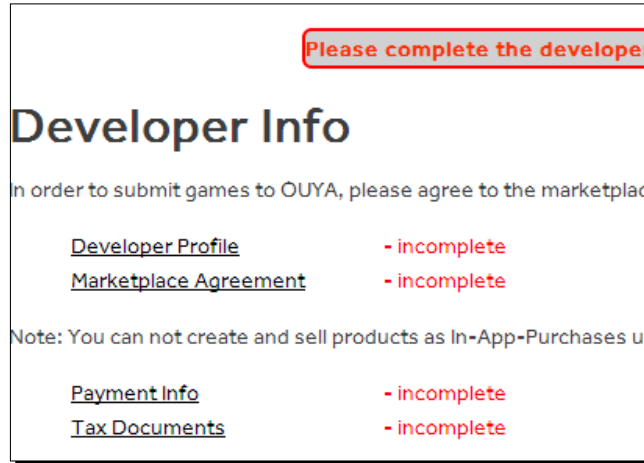 Please complete the developer
Developer Info
In order to submit games to OUYA, please agree to the marketplac
Developer Profile - incomplete
Marketplace Agreement - incomplete
Note: You can not create and sell products as In-App-Purchases u
Payment Info - incomplete
Tax Documents - incomplete